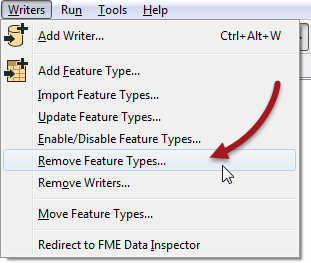 Writers Run Tools Help
Add Writer... Ctrl+Alt+W
Add Feature Type...
Import Feature Types...
Update Feature Types...
Enable/Disable Feature Types...
Remove Feature Types...
Remove Writers...
Move Feature Types...
Redirect to FME Data Inspector